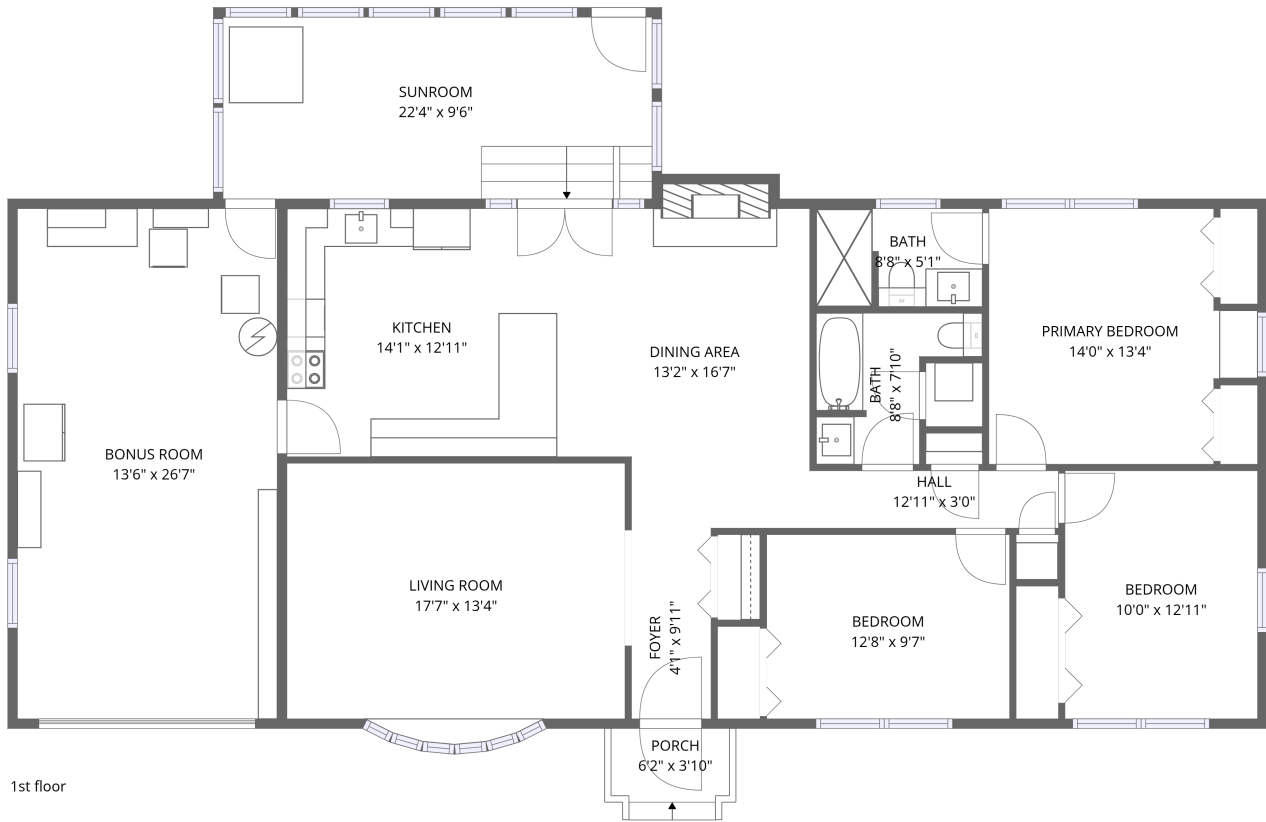 SUNROOM
22'4" x 9'6"
BATH
8'8" x 5'1"
KITCHEN
14'1" x 12'11"
DINING AREA
13'2" x 16'7"
PRIMARY BEDROOM
14'0" x 13'4"
BATH
8'8" x 7'10"
BONUS ROOM
13'6" x 26'7"
HALL
12'11" x 3'0"
LIVING ROOM
17'7" x 13'4"
FOYER
4'1" x 9'11"
BEDROOM
12'8" x 9'7"
BEDROOM
10'0" x 12'11"
PORCH
6'2" x 3'10"
1st floor